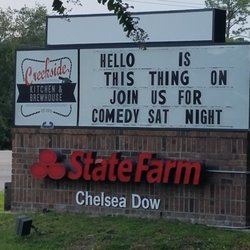 Creekside
KITCHEN &
BREWHOUSE
HELLO IS
THIS THING ON
JOIN US FOR
COMEDY SAT NIGHT
StateFarm
Chelsea Dow